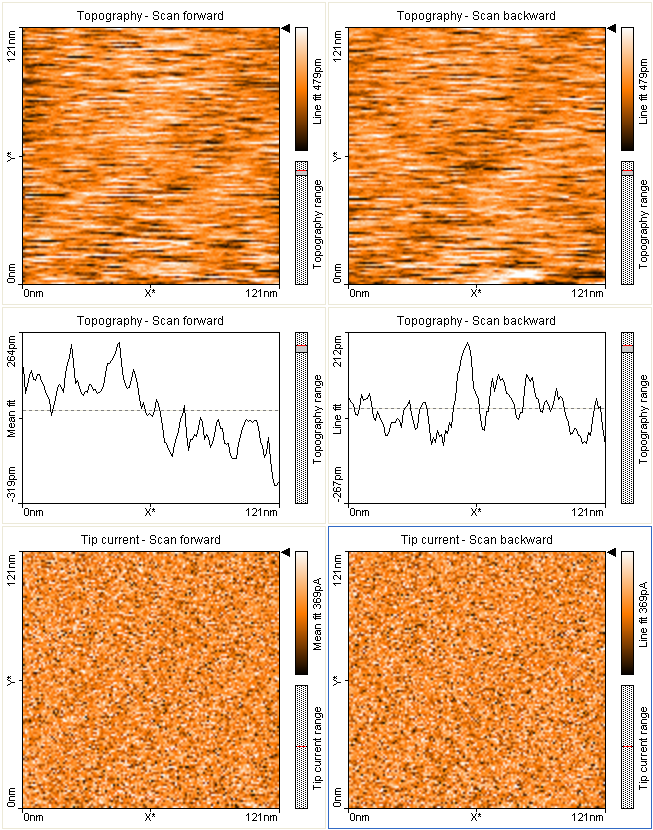 Topography - Scan forward
121nm
Y*
0nm
0nm
X*
121nm
Line fit 479pm
Topography range
Topography - Scan backward
121nm
Y*
0nm
0nm
X*
121nm
Line fit 479pm
Topography range
Topography - Scan forward
264pm
Mean fit
-319pm
0nm
X*
121nm
Topography range
Topography - Scan backward
212pm
Line fit
-267pm
0nm
X*
121nm
Topography range
Tip current - Scan forward
121nm
Y*
0nm
0nm
X*
121nm
Mean fit 369pA
Tip current range
Tip current - Scan backward
121nm
Y*
0nm
0nm
X*
121nm
Line fit 369pA
Tip current range